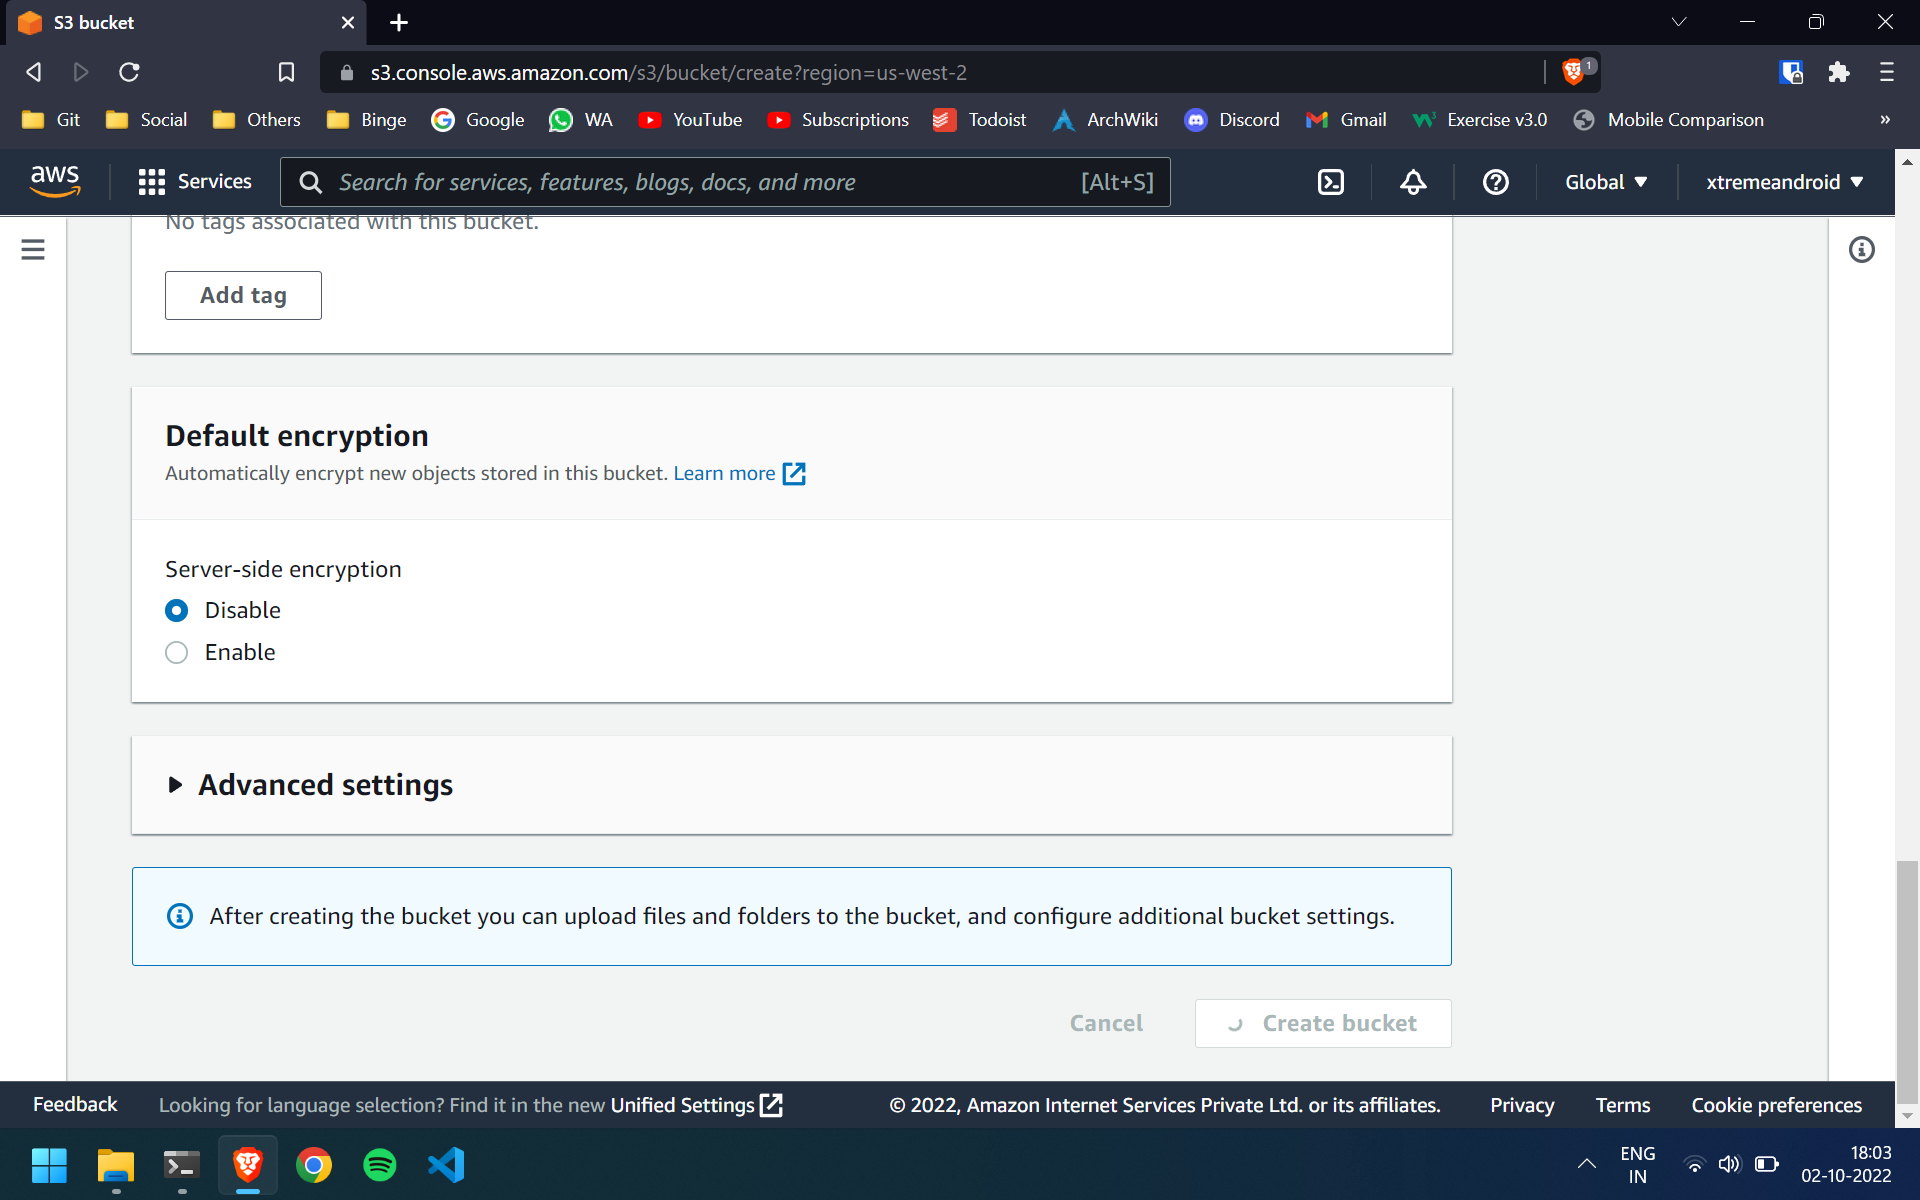 S3 bucket
s3.console.aws.amazon.com/s3/bucket/create?region=us-west-2
1
Git Social Others Binge Google WA YouTube Subscriptions Todoist ArchWiki Discord Gmail Exercise v3.0 Mobile Comparison »
aws Services Search for services, features, blogs, docs, and more [Alt+S] Global xtremeandroid
No tags associated with this bucket.
Add tag
Default encryption
Automatically encrypt new objects stored in this bucket. Learn more
Server-side encryption
Disable
Enable
Advanced settings
After creating the bucket you can upload files and folders to the bucket, and configure additional bucket settings.
Cancel Create bucket
Feedback Looking for language selection? Find it in the new Unified Settings © 2022, Amazon Internet Services Private Ltd. or its affiliates. Privacy Terms Cookie preferences
ENG 18:03
IN 02-10-2022